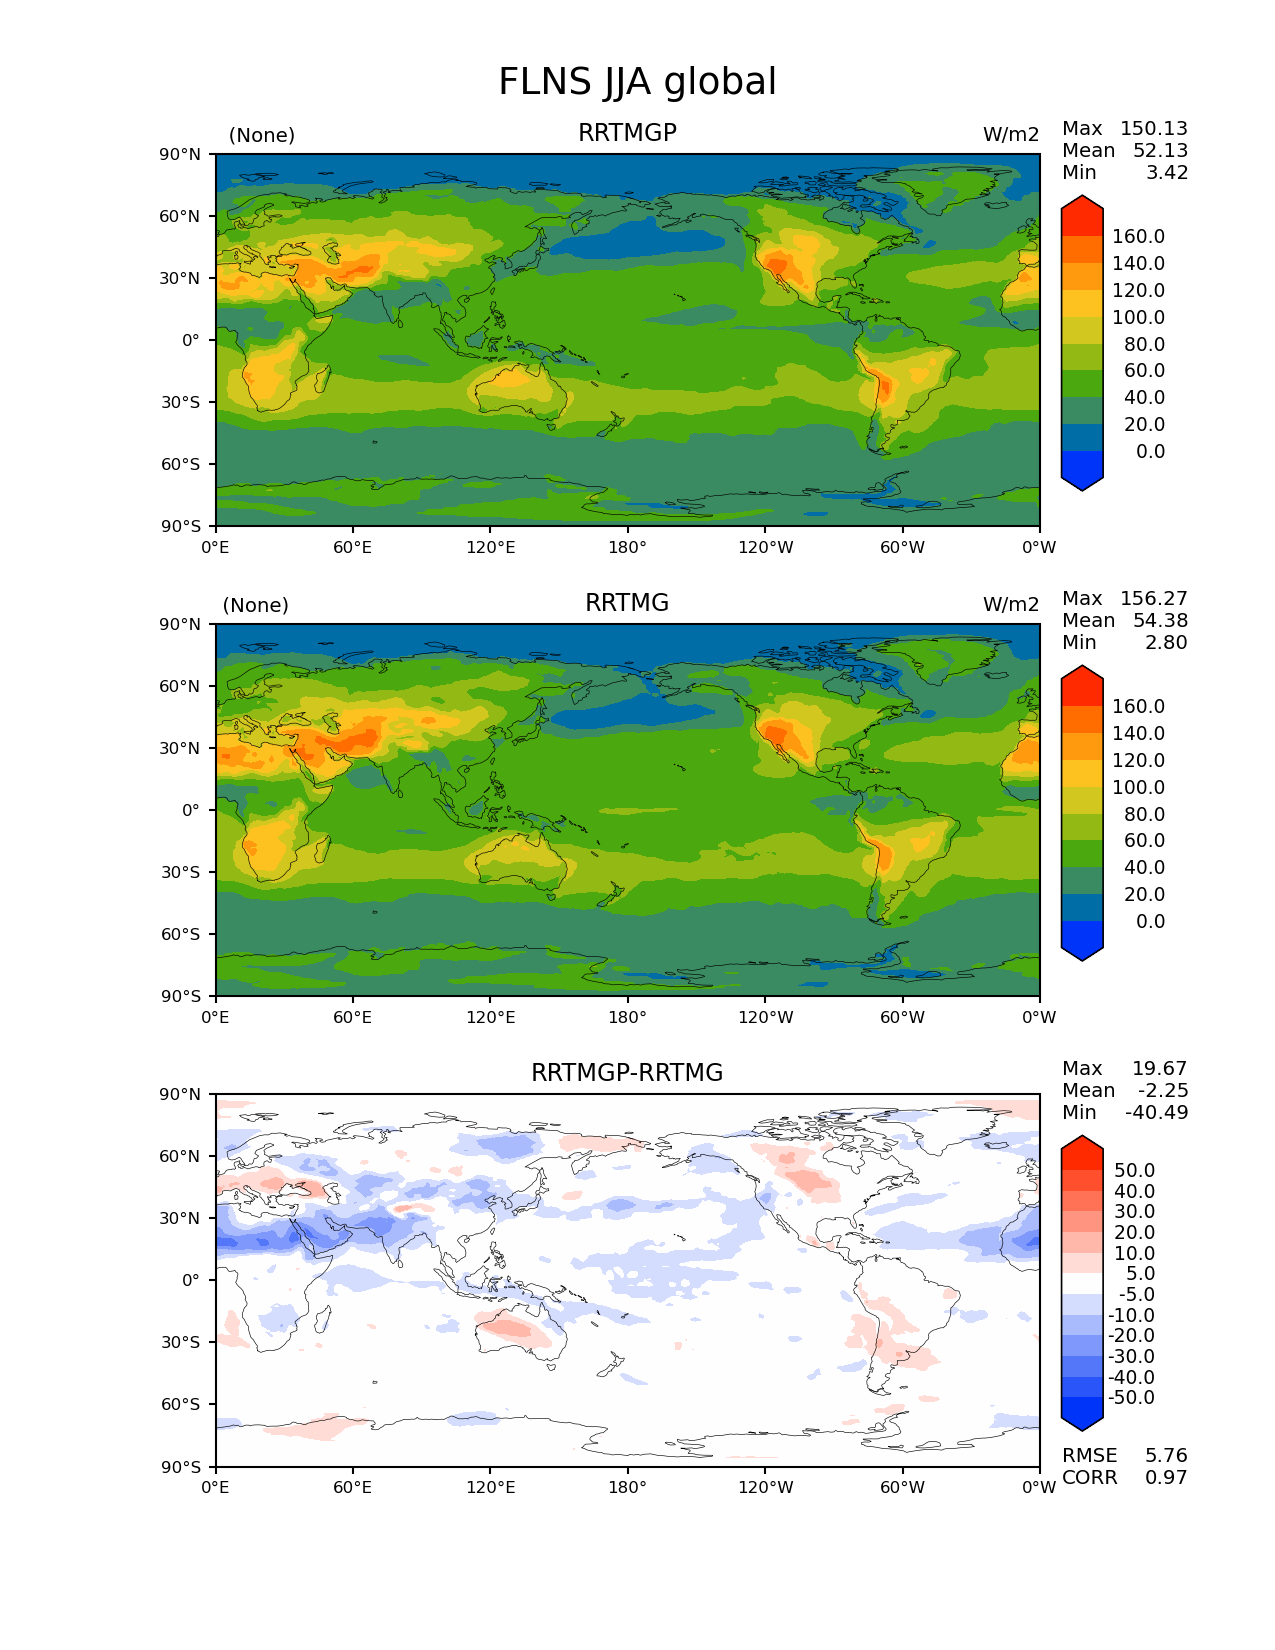 FLNS JJA global
(None) RRTMGP W/m2
Max 150.13
Mean 52.13
Min 3.42
90°N
60°N
30°N
0°
30°S
60°S
90°S
0°E 60°E 120°E 180° 120°W 60°W 0°W
160.0
140.0
120.0
100.0
80.0
60.0
40.0
20.0
0.0
(None) RRTMG W/m2
Max 156.27
Mean 54.38
Min 2.80
90°N
60°N
30°N
0°
30°S
60°S
90°S
0°E 60°E 120°E 180° 120°W 60°W 0°W
160.0
140.0
120.0
100.0
80.0
60.0
40.0
20.0
0.0
RRTMGP-RRTMG
Max 19.67
Mean -2.25
Min -40.49
90°N
60°N
30°N
0°
30°S
60°S
90°S
0°E 60°E 120°E 180° 120°W 60°W 0°W
50.0
40.0
30.0
20.0
10.0
5.0
-5.0
-10.0
-20.0
-30.0
-40.0
-50.0
RMSE 5.76
CORR 0.97